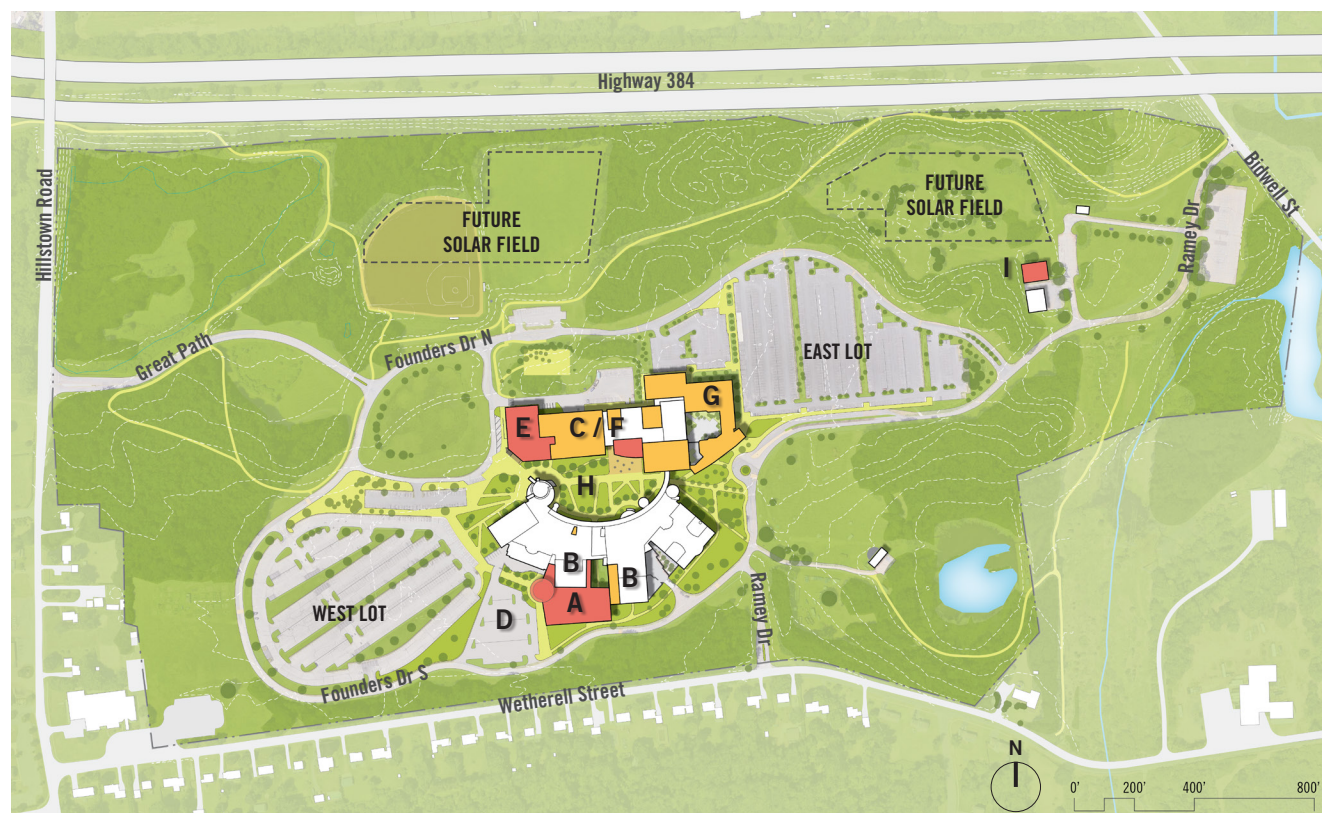 Highway 384
Hillstown Road
Bidwell St
FUTURE
SOLAR FIELD
FUTURE
SOLAR FIELD
Ramey Dr
I
Great Path
Founders Dr N
EAST LOT
G
E
C / F
H
B
B
A
D
WEST LOT
Ramey Dr
Founders Dr S
Wetherell Street
N
0' 200' 400' 800'